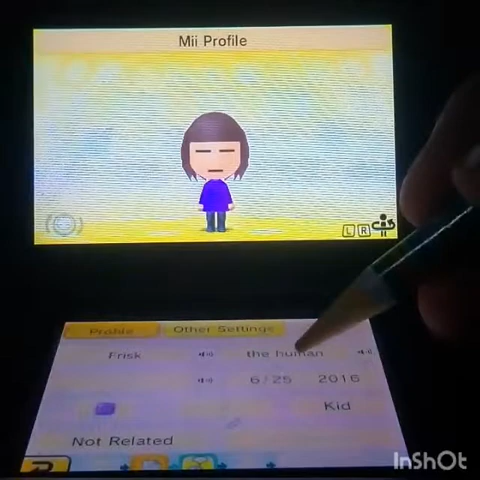 Mii Profile
L R
Profile Other Settings
Frisk the human
6/25 2016
Kid
Not Related
InShOt